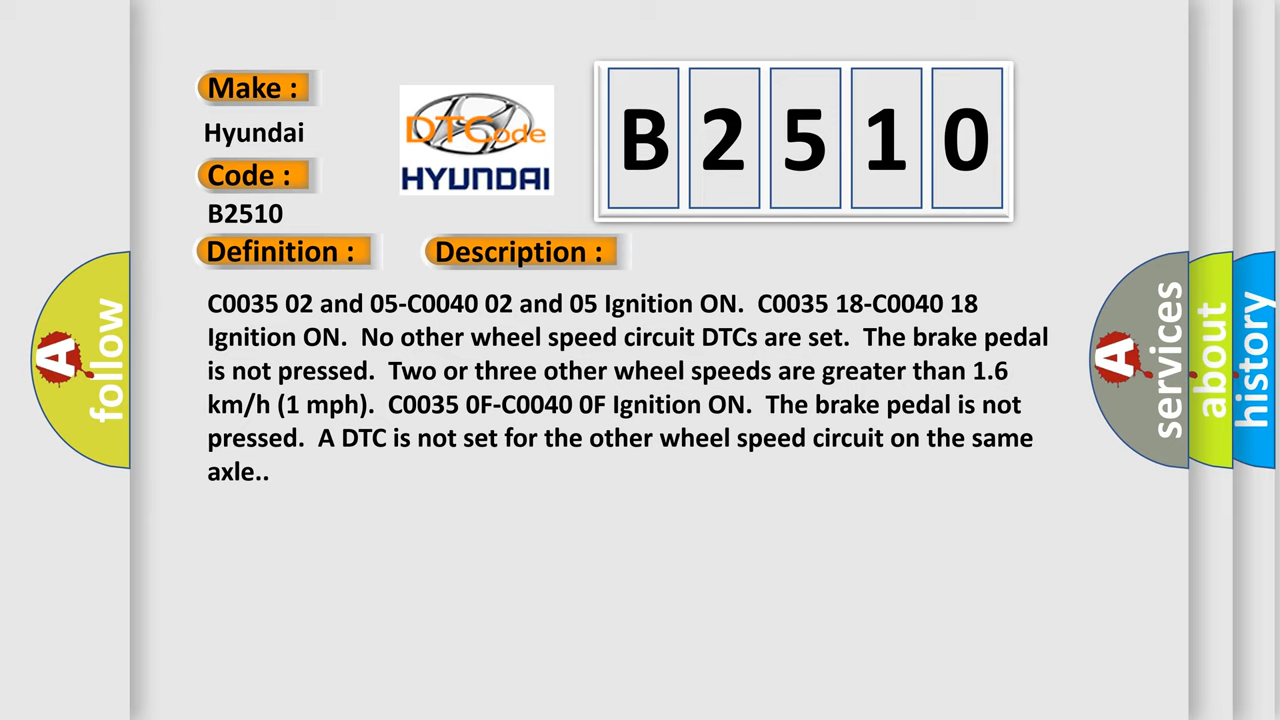 Make :
Hyundai
Code :
B2510
DTCode
HYUNDAI
B 2 5 1 0
Definition :
Description :
C0035 02 and 05-C0040 02 and 05 Ignition ON. C0035 18-C0040 18
Ignition ON. No other wheel speed circuit DTCs are set. The brake pedal
is not pressed. Two or three other wheel speeds are greater than 1.6
km/h (1 mph). C0035 0F-C0040 0F Ignition ON. The brake pedal is not
pressed. A DTC is not set for the other wheel speed circuit on the same
axle..
A follow
A services
about
history